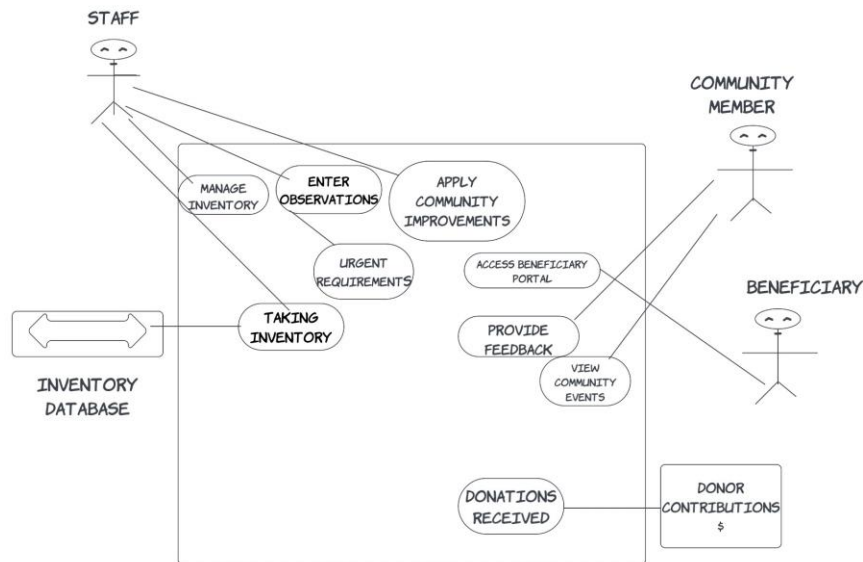 STAFF
COMMUNITY
MEMBER
MANAGE
INVENTORY
ENTER
OBSERVATIONS
APPLY
COMMUNITY
IMPROVEMENTS
URGENT
REQUIREMENTS
ACCESS BENEFICIARY
PORTAL
BENEFICIARY
TAKING
INVENTORY
PROVIDE
FEEDBACK
VIEW
COMMUNITY
EVENTS
INVENTORY
DATABASE
DONATIONS
RECEIVED
DONOR
CONTRIBUTIONS
$